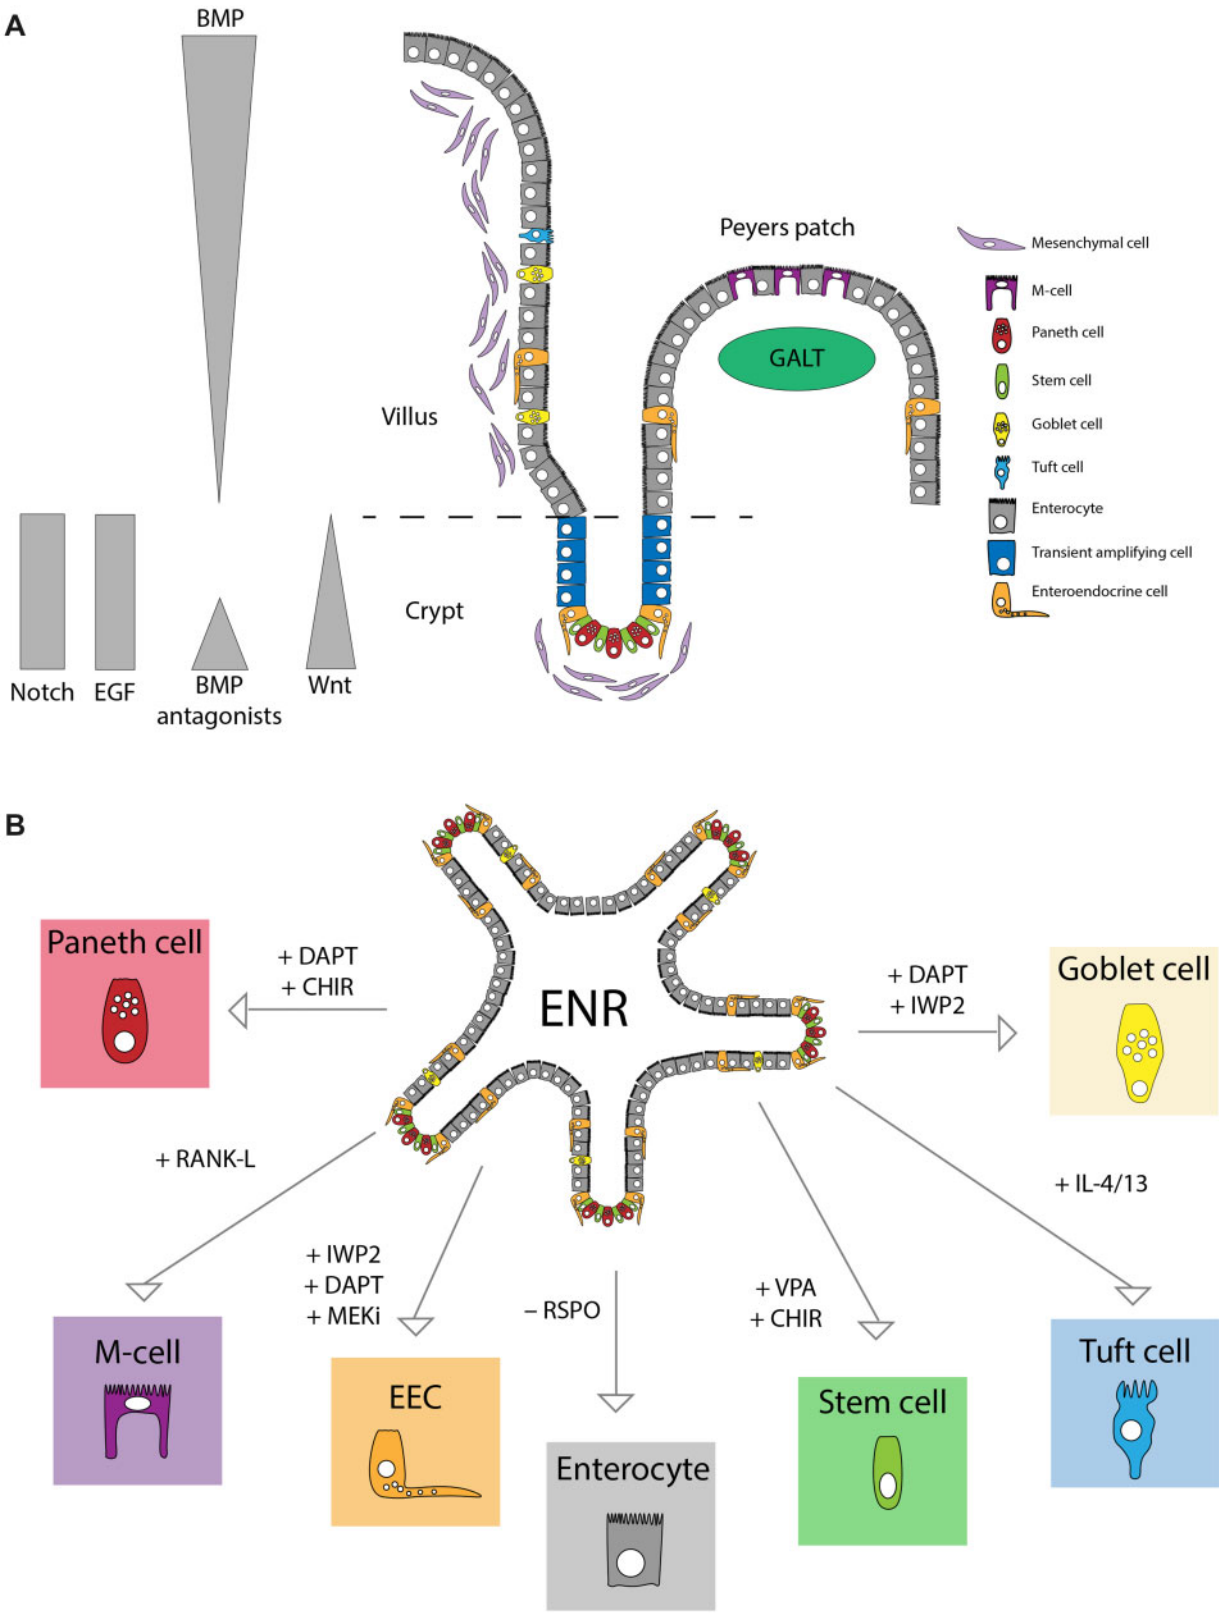 A
BMP
Peyers patch
GALT
Villus
Crypt
Notch
EGF
BMP
antagonists
Wnt
Mesenchymal cell
M-cell
Paneth cell
Stem cell
Goblet cell
Tuft cell
Enterocyte
Transient amplifying cell
Enteroendocrine cell
B
ENR
Paneth cell
+ DAPT
+ CHIR
+ DAPT
+ IWP2
Goblet cell
+ RANK-L
M-cell
+ IWP2
+ DAPT
+ MEKi
EEC
– RSPO
Enterocyte
+ VPA
+ CHIR
Stem cell
+ IL-4/13
Tuft cell